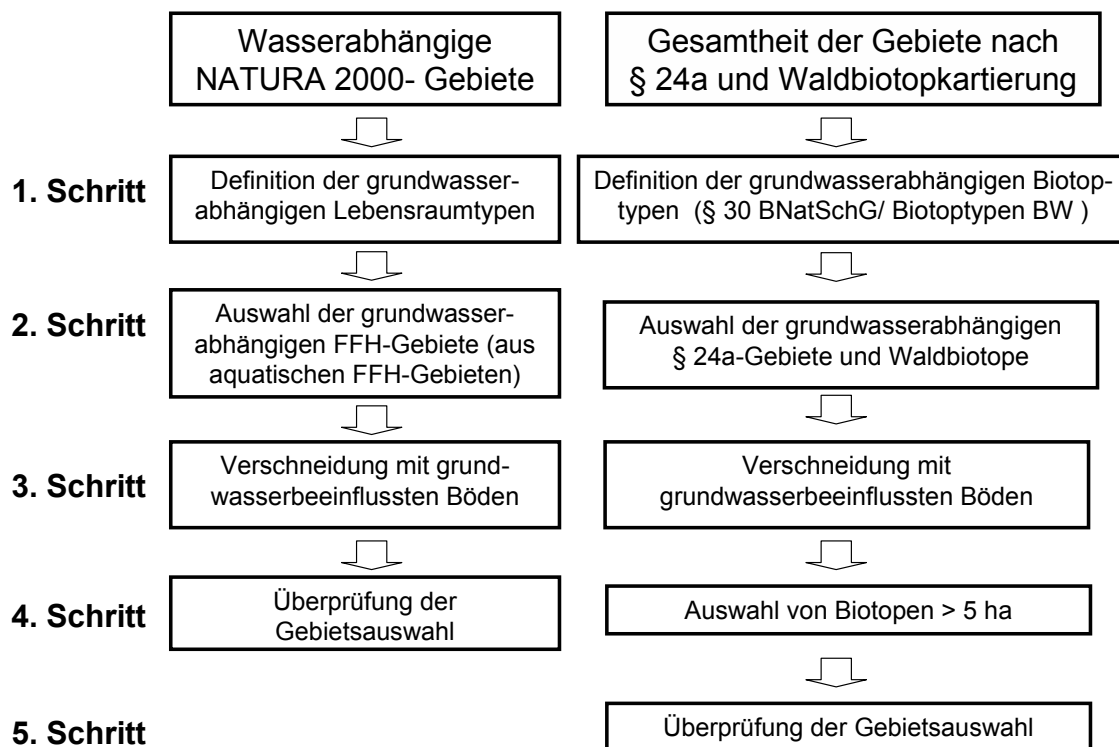 Wasserabhängige
NATURA 2000- Gebiete
Gesamtheit der Gebiete nach
§ 24a und Waldbiotopkartierung
1. Schritt
Definition der grundwasser-
abhängigen Lebensraumtypen
Definition der grundwasserabhängigen Biotop-
typen (§ 30 BNatSchG/ Biotoptypen BW )
2. Schritt
Auswahl der grundwasser-
abhängigen FFH-Gebiete (aus
aquatischen FFH-Gebieten)
Auswahl der grundwasserabhängigen
§ 24a-Gebiete und Waldbiotope
3. Schritt
Verschneidung mit grund-
wasserbeeinflussten Böden
Verschneidung mit
grundwasserbeeinflussten Böden
4. Schritt
Überprüfung der
Gebietsauswahl
Auswahl von Biotopen > 5 ha
5. Schritt
Überprüfung der Gebietsauswahl